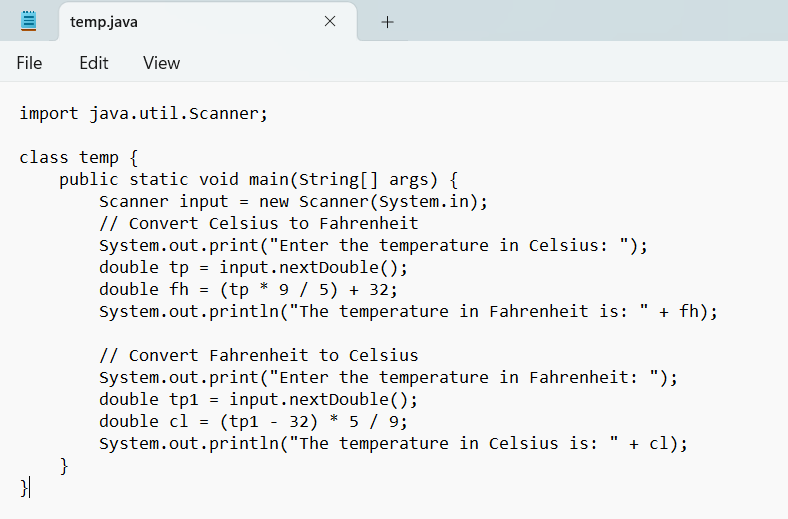 temp.java
File Edit View
import java.util.Scanner;

class temp {
    public static void main(String[] args) {
        Scanner input = new Scanner(System.in);
        // Convert Celsius to Fahrenheit
        System.out.print("Enter the temperature in Celsius: ");
        double tp = input.nextDouble();
        double fh = (tp * 9 / 5) + 32;
        System.out.println("The temperature in Fahrenheit is: " + fh);

        // Convert Fahrenheit to Celsius
        System.out.print("Enter the temperature in Fahrenheit: ");
        double tp1 = input.nextDouble();
        double cl = (tp1 - 32) * 5 / 9;
        System.out.println("The temperature in Celsius is: " + cl);
    }
}